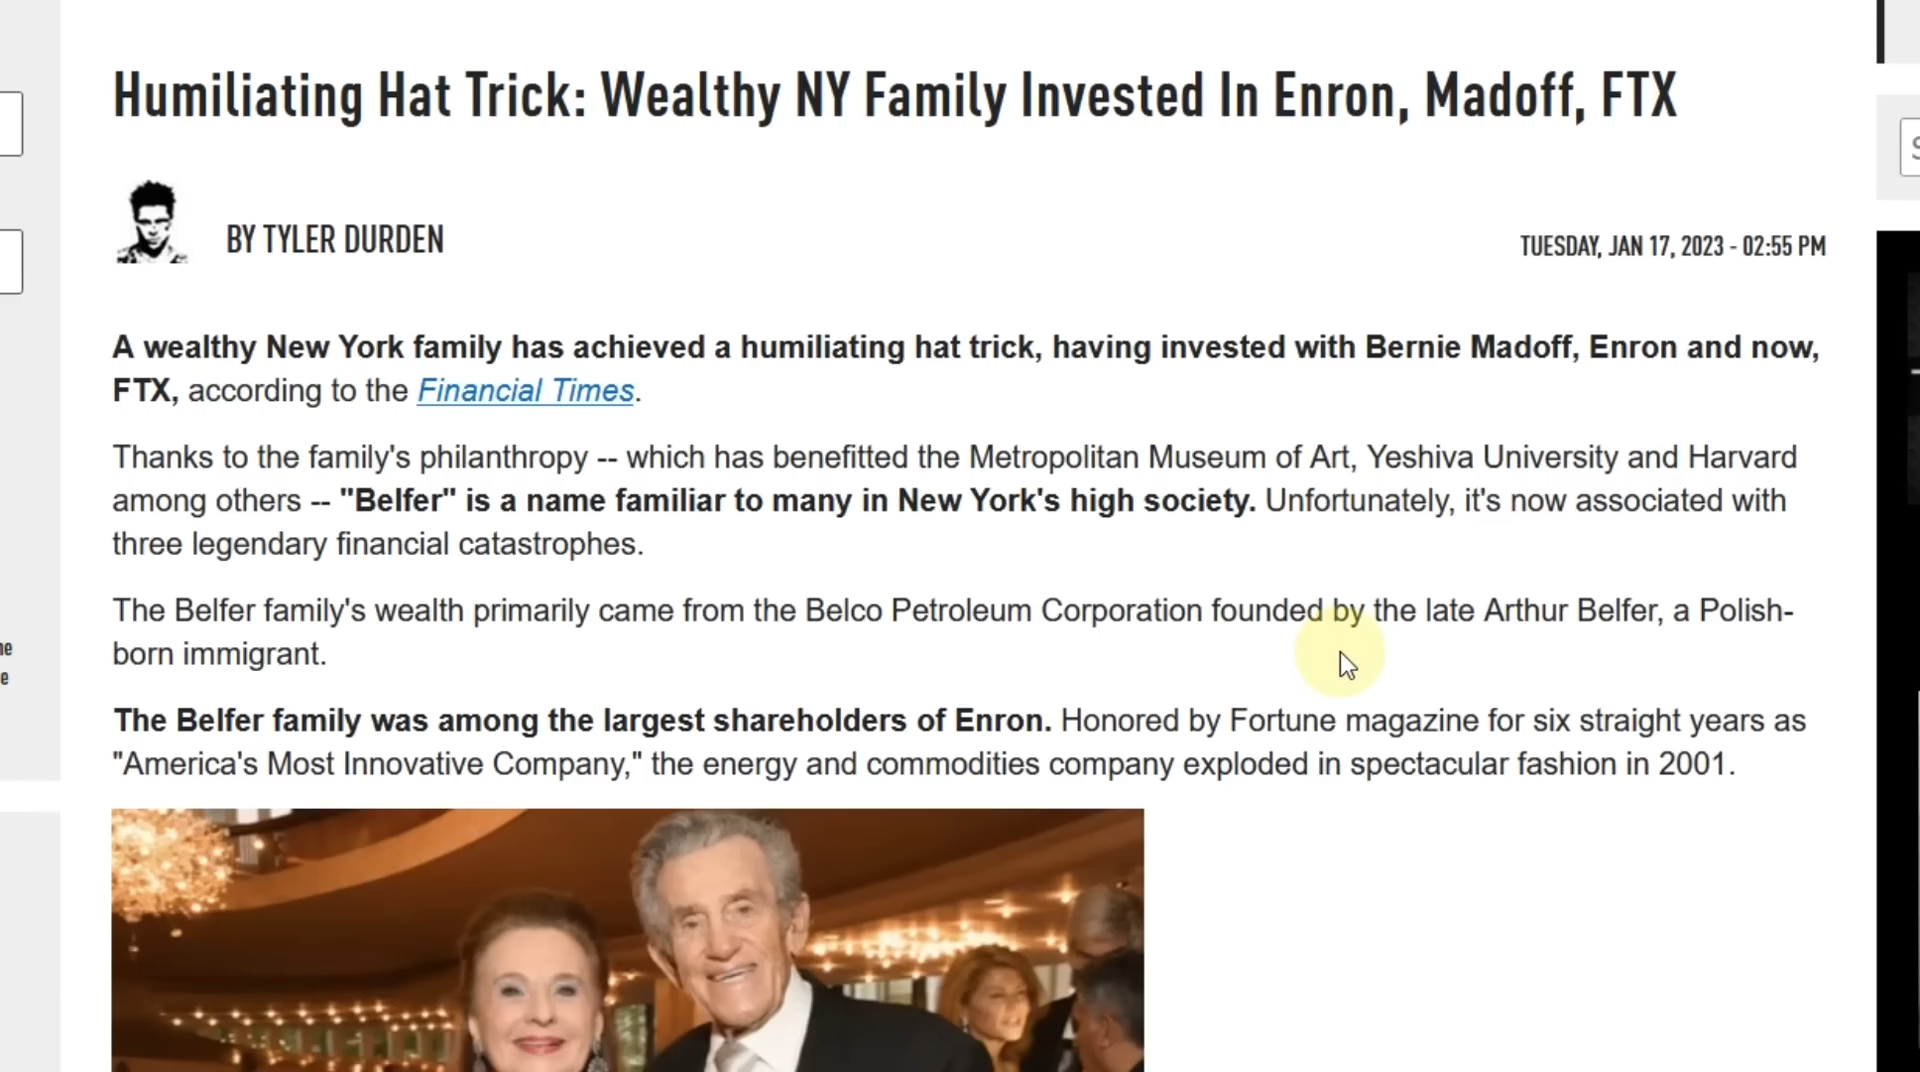 Humiliating Hat Trick: Wealthy NY Family Invested In Enron, Madoff, FTX
BY TYLER DURDEN
TUESDAY, JAN 17, 2023 - 02:55 PM
A wealthy New York family has achieved a humiliating hat trick, having invested with Bernie Madoff, Enron and now,
FTX, according to the Financial Times.
Thanks to the family's philanthropy -- which has benefitted the Metropolitan Museum of Art, Yeshiva University and Harvard
among others -- "Belfer" is a name familiar to many in New York's high society. Unfortunately, it's now associated with
three legendary financial catastrophes.
The Belfer family's wealth primarily came from the Belco Petroleum Corporation founded by the late Arthur Belfer, a Polish-
born immigrant.
The Belfer family was among the largest shareholders of Enron. Honored by Fortune magazine for six straight years as
"America's Most Innovative Company," the energy and commodities company exploded in spectacular fashion in 2001.